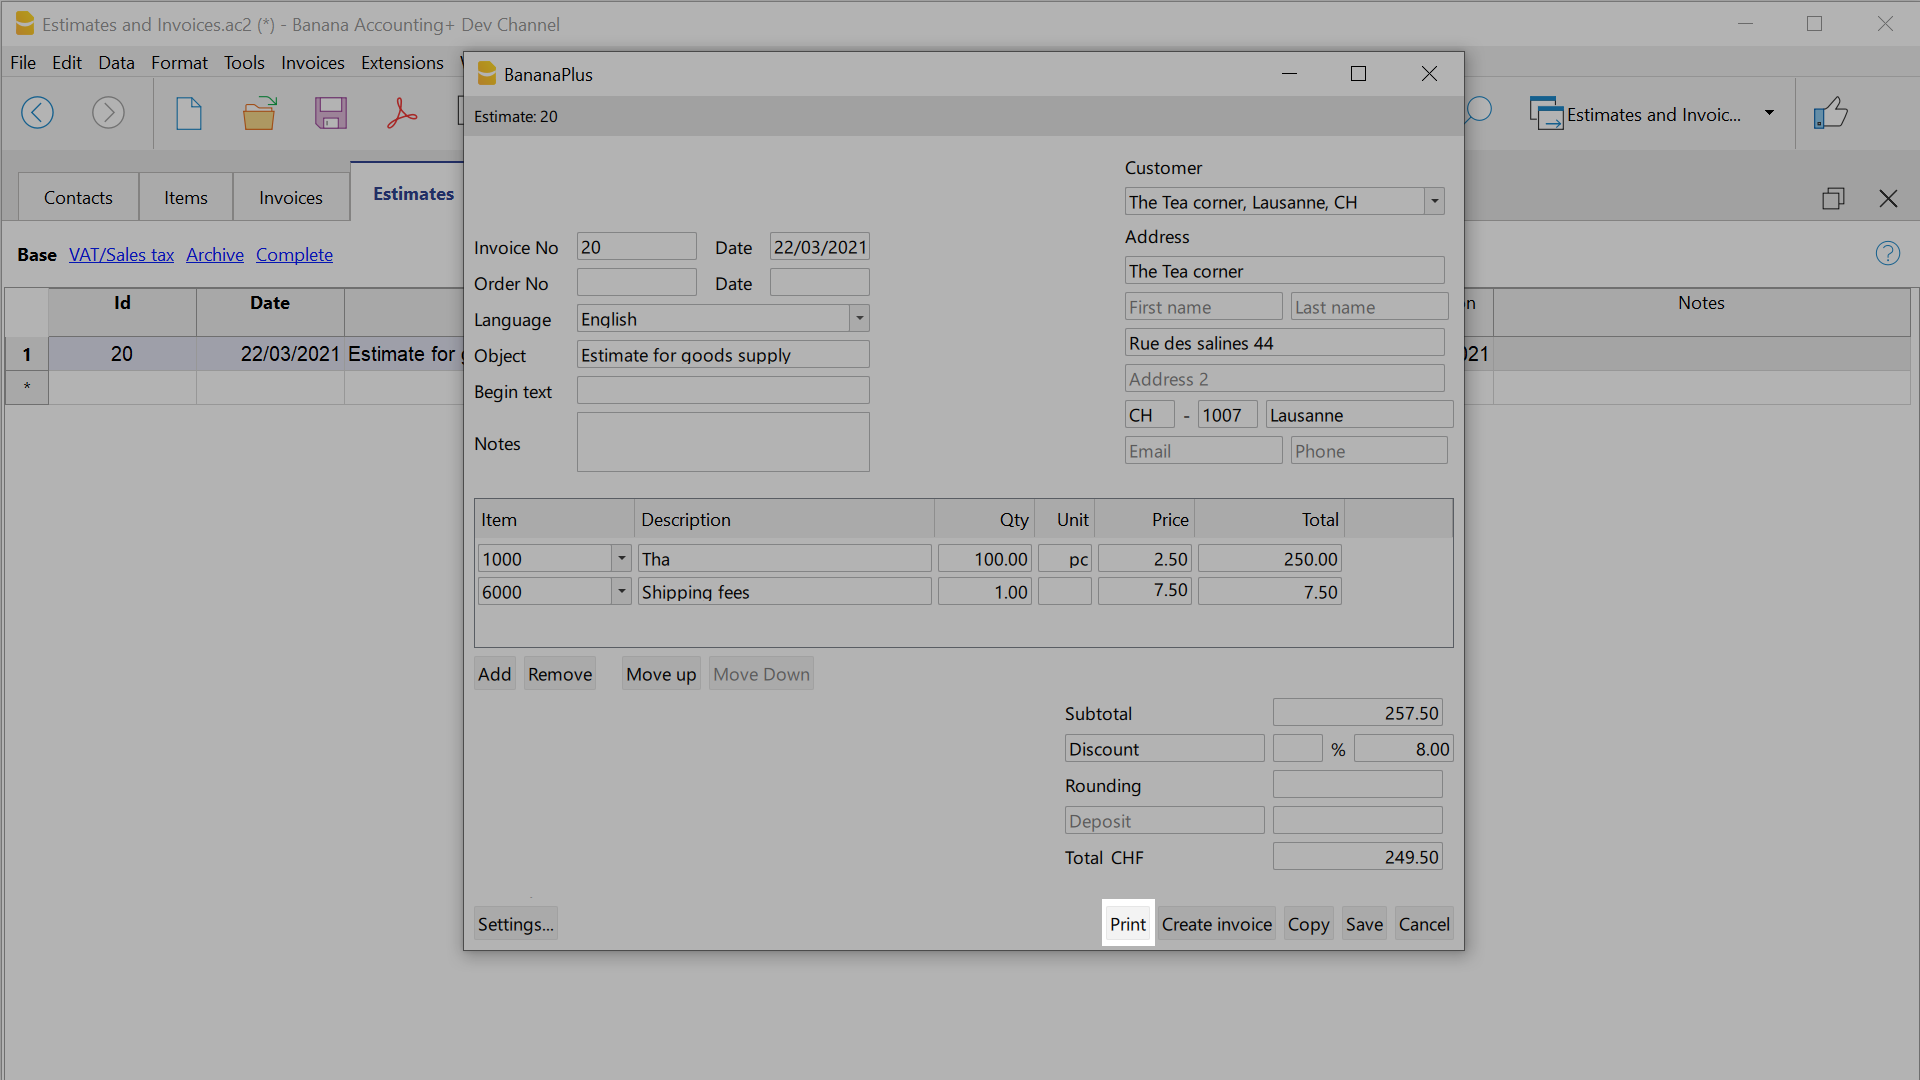 Estimates and Invoices.ac2 (*) - Banana Accounting+ Dev Channel
File Edit Data Format Tools Invoices Extensions
Estimates and Invoic...
Contacts Items Invoices Estimates
Base VAT/Sales tax Archive Complete
Id Date Notes
1 20 22/03/2021 Estimate for
*
BananaPlus
Estimate: 20
Customer
The Tea corner, Lausanne, CH
Address
The Tea corner
First name Last name
Rue des salines 44
Address 2
CH - 1007 Lausanne
Email Phone
Invoice No 20 Date 22/03/2021
Order No Date
Language English
Object Estimate for goods supply
Begin text
Notes
Item Description Qty Unit Price Total
1000 Tha 100.00 pc 2.50 250.00
6000 Shipping fees 1.00 7.50 7.50
Add Remove Move up Move Down
Subtotal 257.50
Discount % 8.00
Rounding
Deposit
Total CHF 249.50
Settings... Print Create invoice Copy Save Cancel